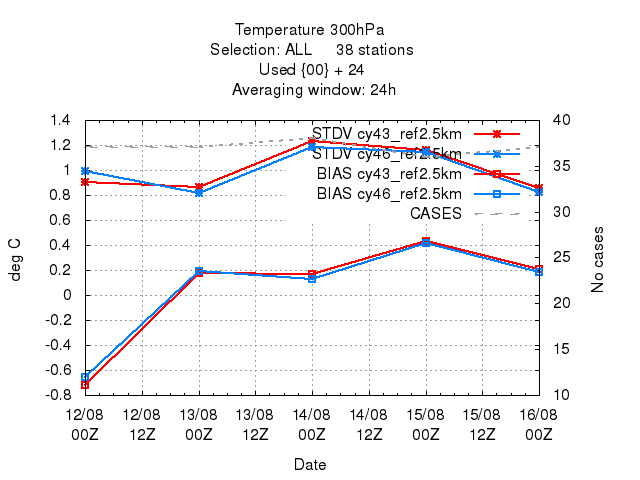 Temperature 300hPa
Selection: ALL 38 stations
Used {00} + 24
Averaging window: 24h
1.4
1.2
1
0.8
0.6
0.4
0.2
0
-0.2
-0.4
-0.6
-0.8
deg C
STDV cy43_ref2.5km
STDV cy46_ref2.5km
BIAS cy43_ref2.5km
BIAS cy46_ref2.5km
CASES
40
35
30
25
20
15
10
No cases
12/08 12/08 13/08 13/08 14/08 14/08 15/08 15/08 16/08
00Z 12Z 00Z 12Z 00Z 12Z 00Z 12Z 00Z
Date